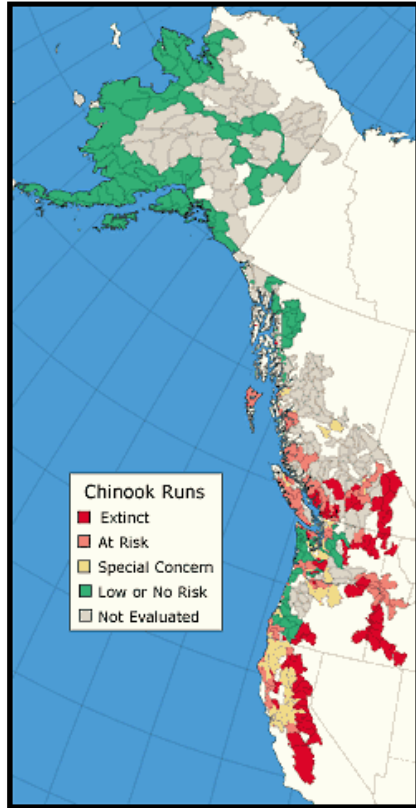 Chinook Runs
Extinct
At Risk
Special Concern
Low or No Risk
Not Evaluated